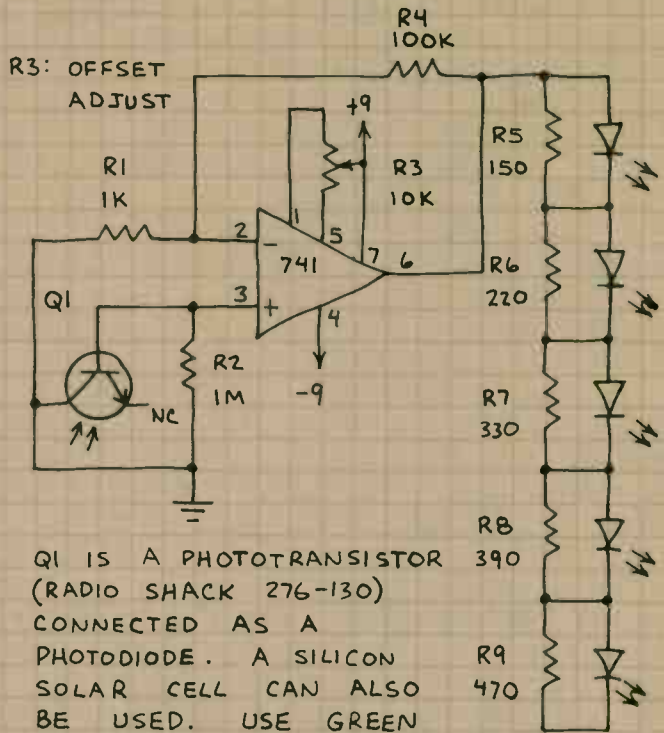 R4
100K
R3: OFFSET
ADJUST
+9
R1
1K
R3
10K
R5
150
1
5
7
2
-
741
6
Q1
3
+
4
R2
1M
-9
NC
R6
220
R7
330
R8
390
R9
470
Q1 IS A PHOTOTRANSISTOR
(RADIO SHACK 276-130)
CONNECTED AS A
PHOTODIODE. A SILICON
SOLAR CELL CAN ALSO
BE USED. USE GREEN